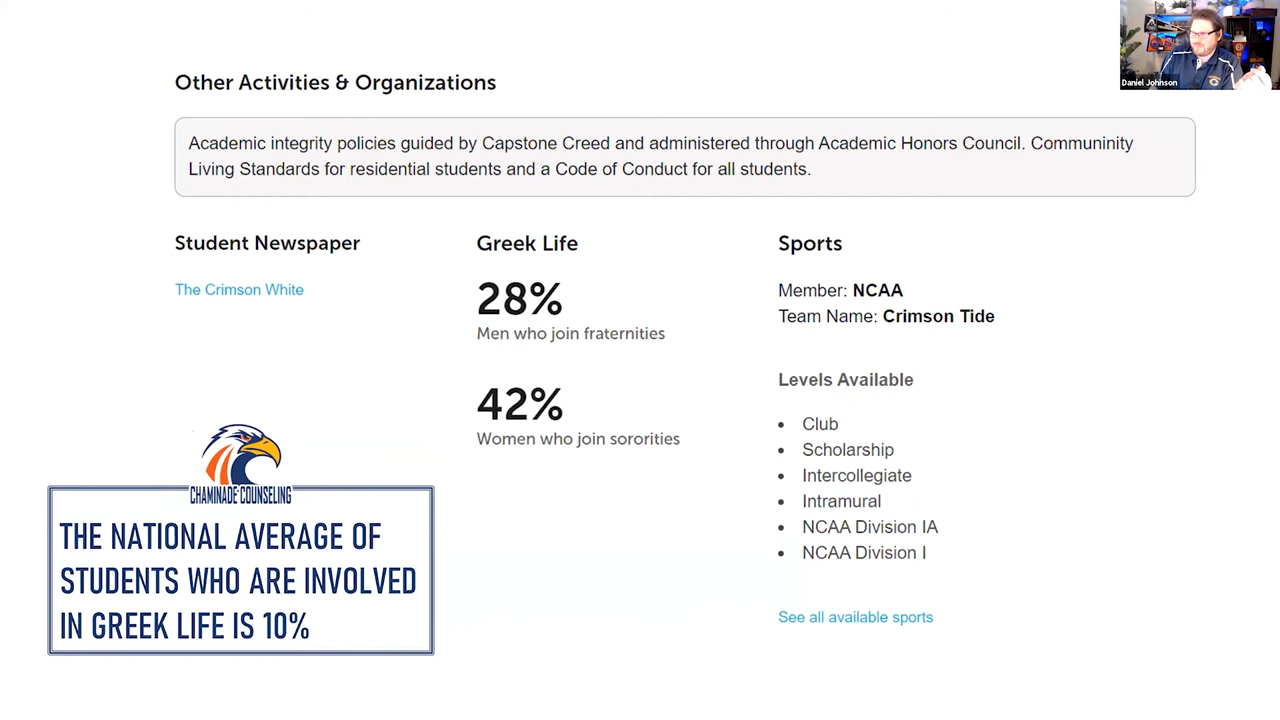 Daniel Johnson
Other Activities & Organizations
Academic integrity policies guided by Capstone Creed and administered through Academic Honors Council. Communinity
Living Standards for residential students and a Code of Conduct for all students.
Student Newspaper
The Crimson White
Greek Life
28%
Men who join fraternities
42%
Women who join sororities
Sports
Member: NCAA
Team Name: Crimson Tide
Levels Available
• Club
• Scholarship
• Intercollegiate
• Intramural
• NCAA Division IA
• NCAA Division I
See all available sports
CHAMINADE COUNSELING
THE NATIONAL AVERAGE OF
STUDENTS WHO ARE INVOLVED
IN GREEK LIFE IS 10%